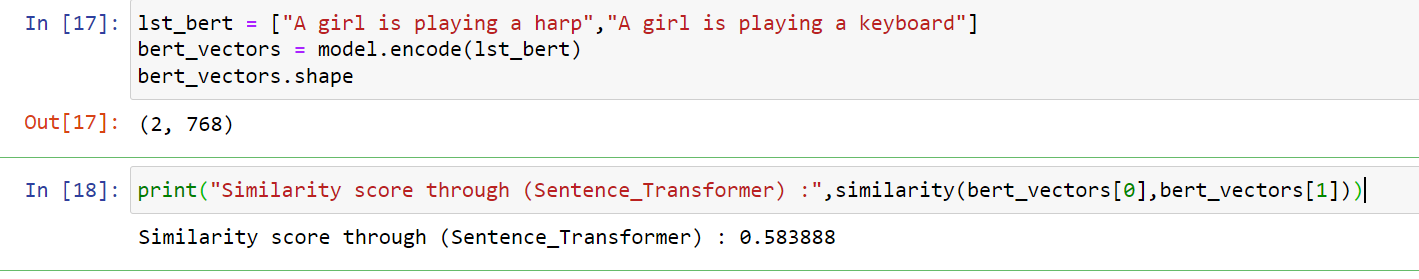 In [17]: lst_bert = ["A girl is playing a harp","A girl is playing a keyboard"]
bert_vectors = model.encode(lst_bert)
bert_vectors.shape
Out[17]: (2, 768)
In [18]: print("Similarity score through (Sentence_Transformer) :",similarity(bert_vectors[0],bert_vectors[1]))
Similarity score through (Sentence_Transformer) : 0.583888